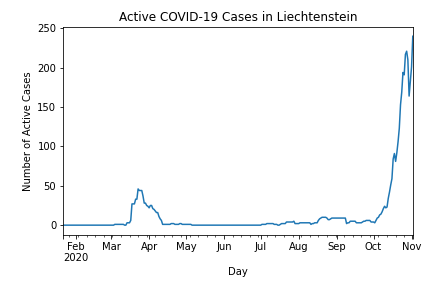 Active COVID-19 Cases in Liechtenstein
250
200
150
100
50
0
Number of Active Cases
Feb Mar Apr May Jun Jul Aug Sep Oct Nov
2020
Day